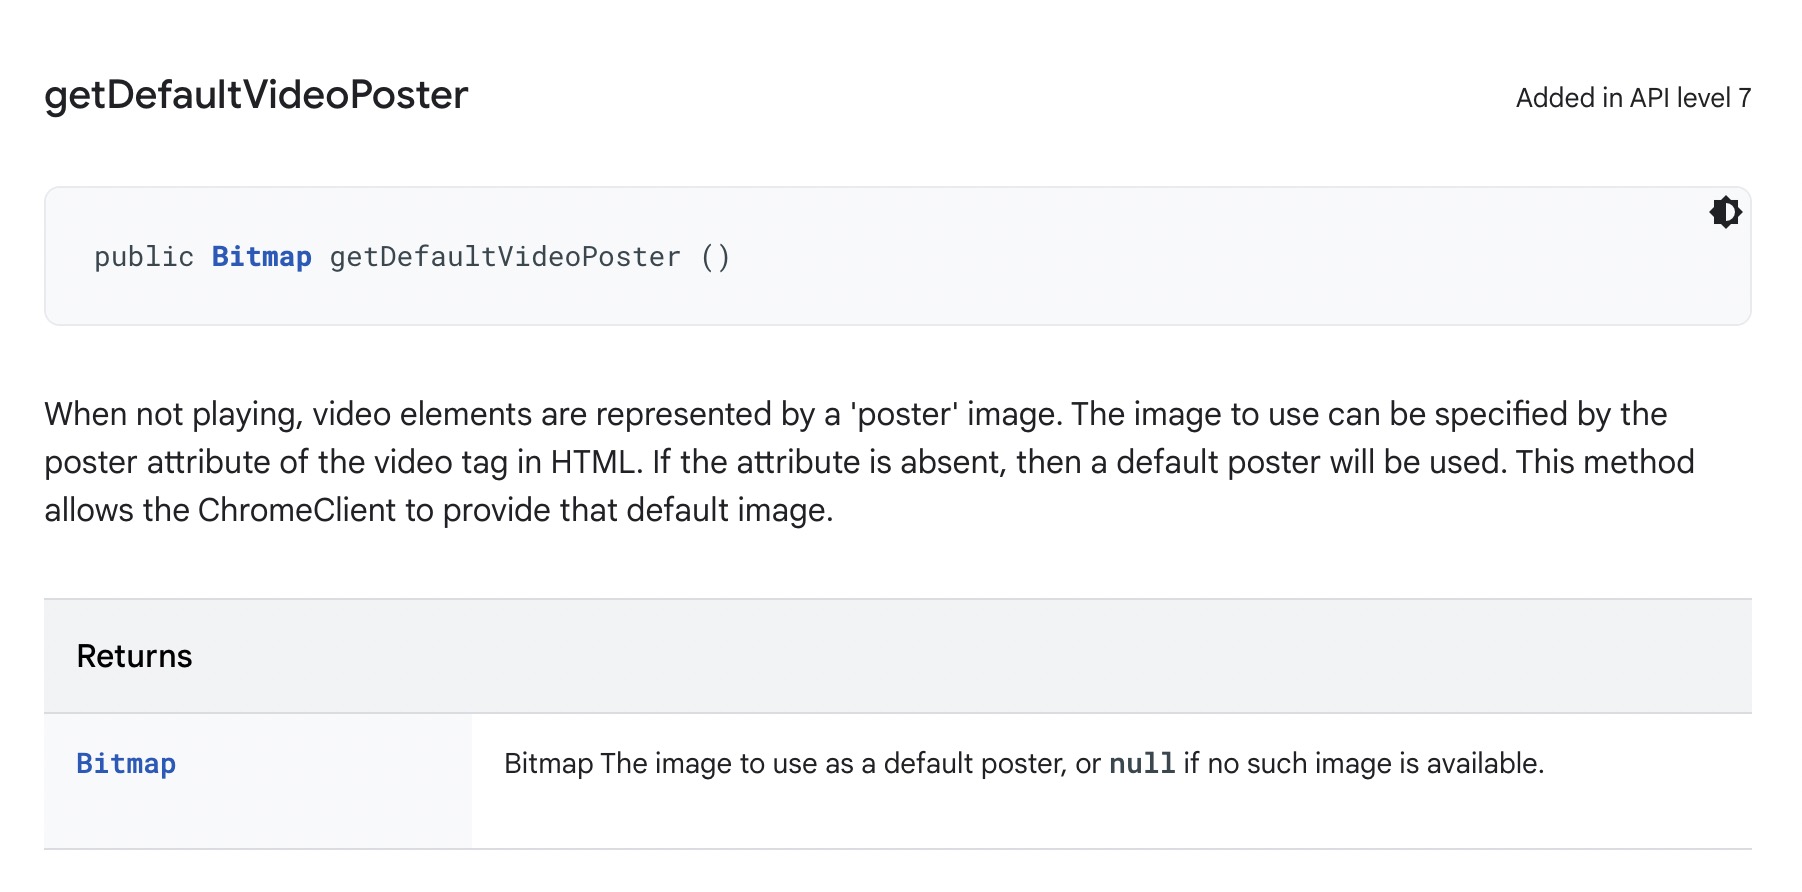 getDefaultVideoPoster
Added in API level 7
public Bitmap getDefaultVideoPoster ()
When not playing, video elements are represented by a 'poster' image. The image to use can be specified by the
poster attribute of the video tag in HTML. If the attribute is absent, then a default poster will be used. This method
allows the ChromeClient to provide that default image.
Returns
Bitmap
Bitmap The image to use as a default poster, or null if no such image is available.